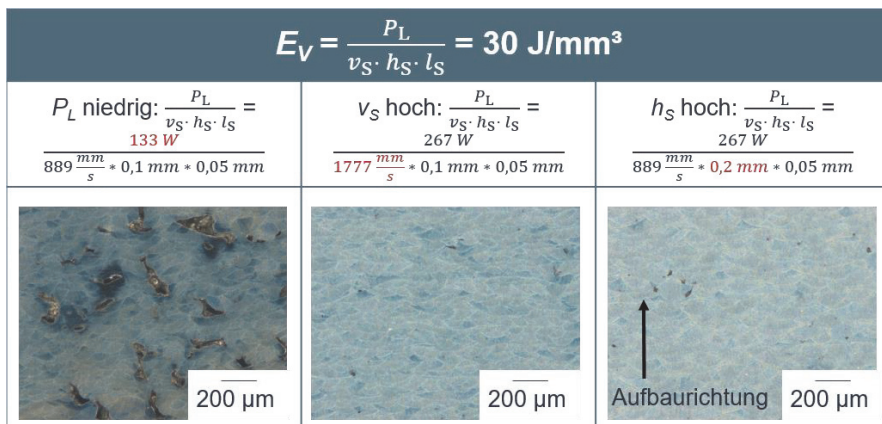 E_V = P_L / (v_S · h_S · l_S) = 30 J/mm³
P_L niedrig: P_L / (v_S · h_S · l_S) =
133 W / (889 mm/s * 0,1 mm * 0,05 mm)
v_S hoch: P_L / (v_S · h_S · l_S) =
267 W / (1777 mm/s * 0,1 mm * 0,05 mm)
h_S hoch: P_L / (v_S · h_S · l_S) =
267 W / (889 mm/s * 0,2 mm * 0,05 mm)
200 µm
200 µm
Aufbaurichtung
200 µm